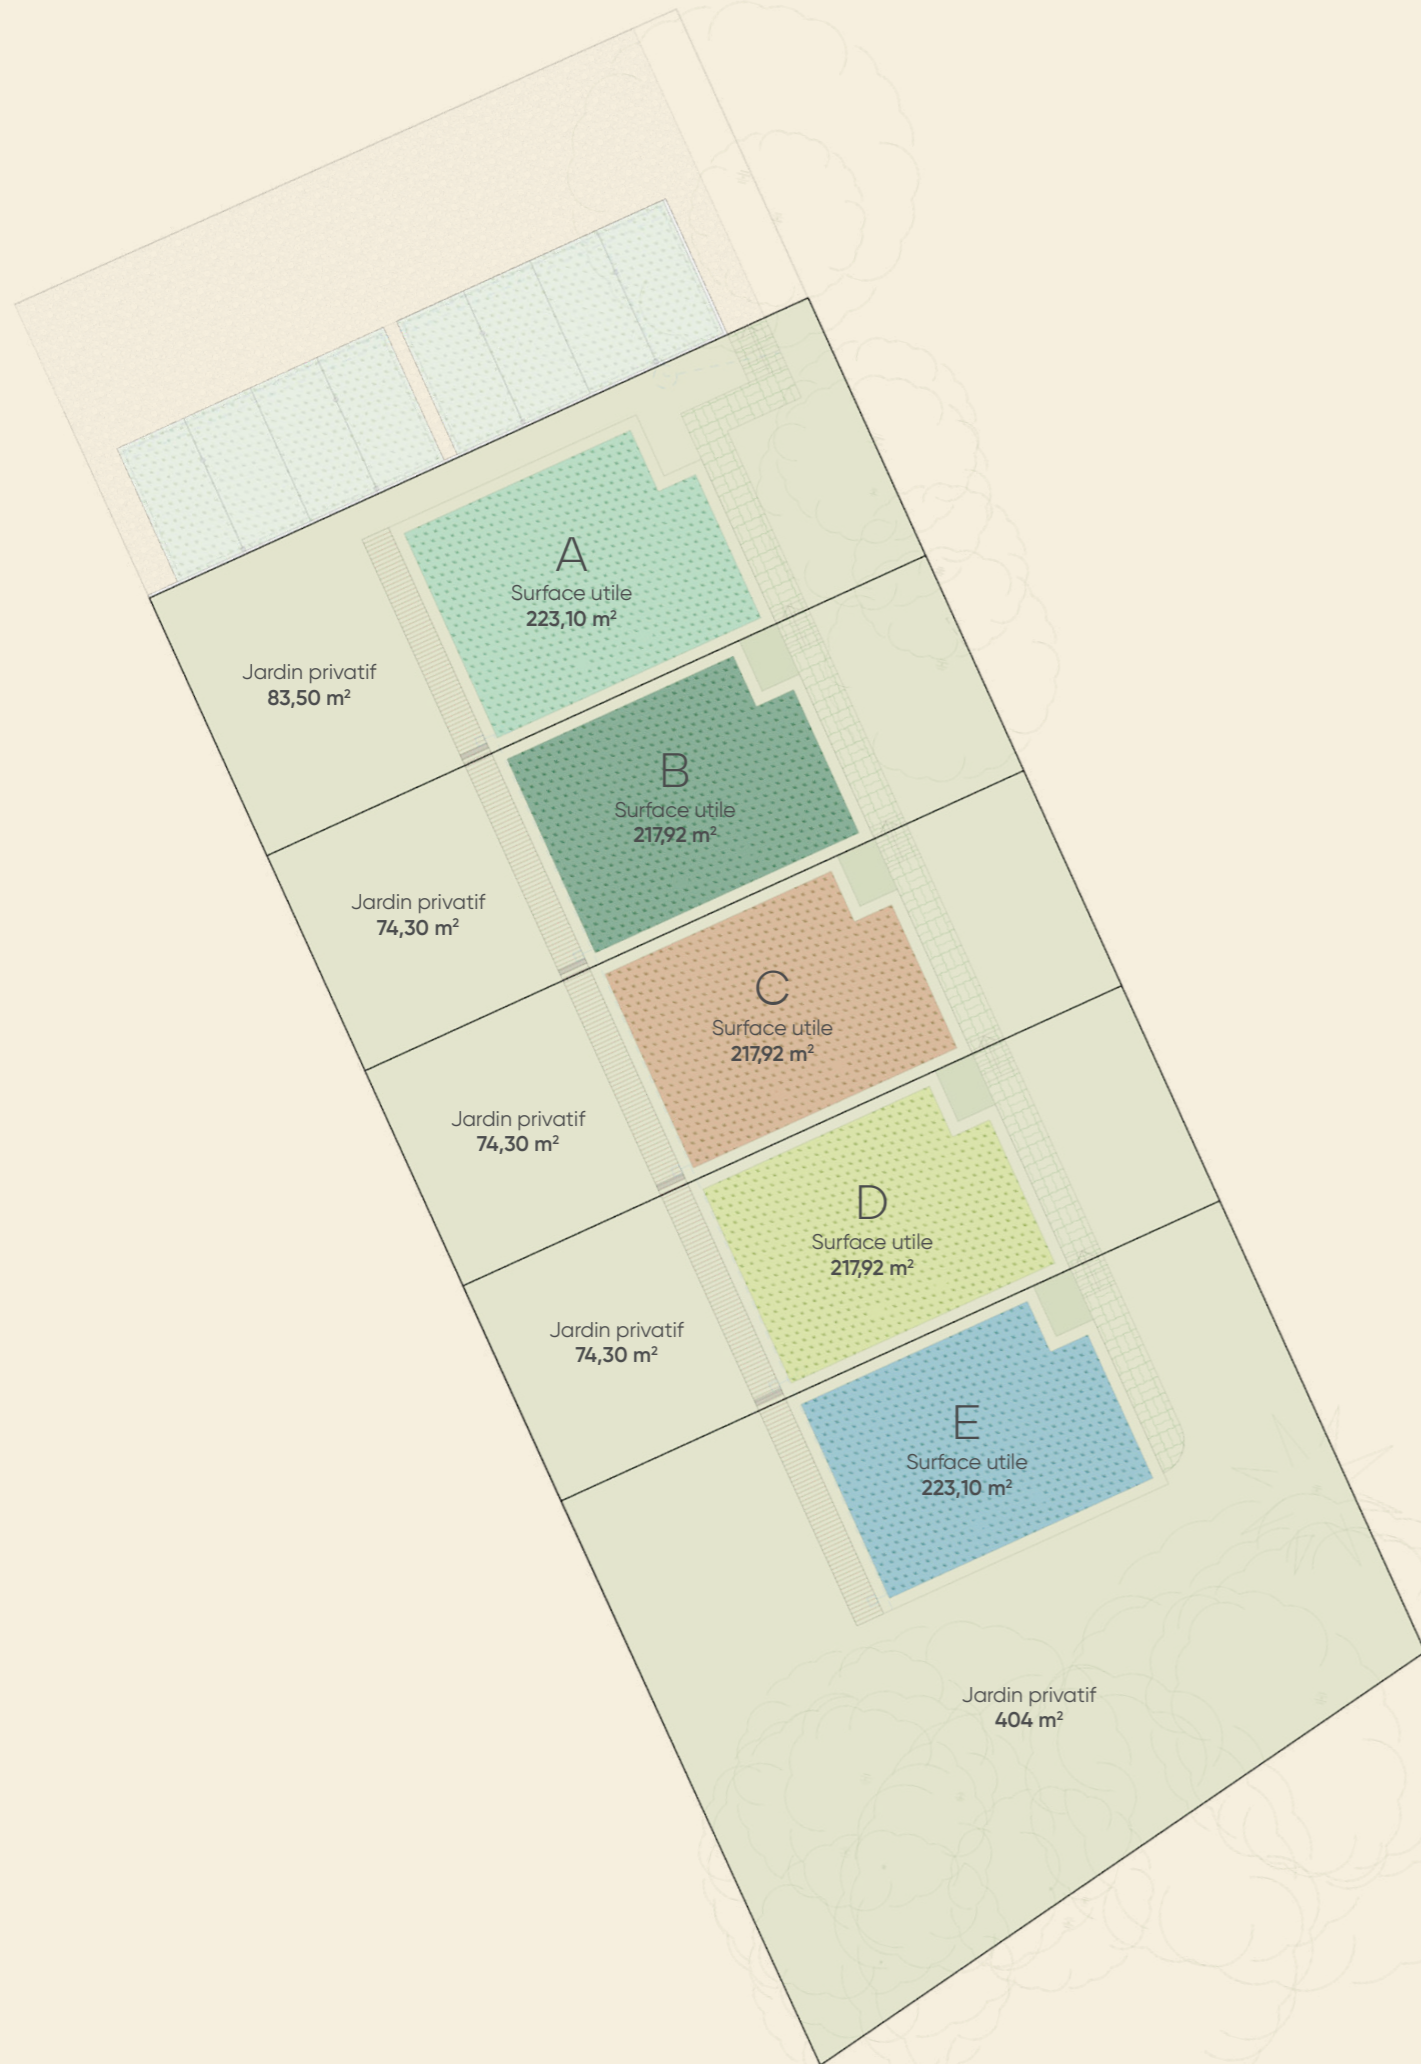 A
Surface utile
223,10 m²
Jardin privatif
83,50 m²
B
Surface utile
217,92 m²
Jardin privatif
74,30 m²
C
Surface utile
217,92 m²
Jardin privatif
74,30 m²
D
Surface utile
217,92 m²
Jardin privatif
74,30 m²
E
Surface utile
223,10 m²
Jardin privatif
404 m²